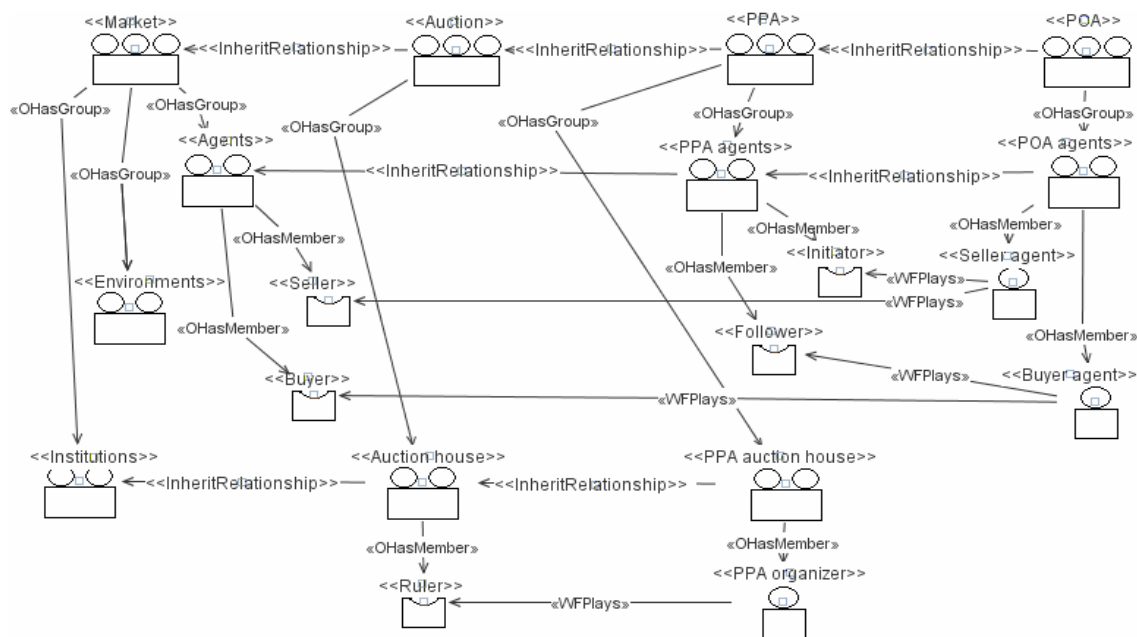 <<Market>> <<Auction>> <<PPA>> <<POA>>
<<InheritRelationship>> <<InheritRelationship>> <<InheritRelationship>>
«OHasGroup» «OHasGroup» «OHasGroup» «OHasGroup»
«OHasGroup» «OHasGroup»
<<Agents>> <<PPA agents>> <<POA agents>>
«OHasGroup» <<InheritRelationship>> <<InheritRelationship>>
«OHasMember» «OHasMember» «OHasMember»
<<Initiator>> <<Seller agent>>
«OHasMember»
<<Environments>> <<Seller>> «WFPlays»
«WFPlays»
«OHasMember» <<Follower>> «OHasMember»
<<Buyer>> <<Buyer agent>>
«WFPlays»
<<Institutions>> <<Auction house>> <<PPA auction house>>
<<InheritRelationship>> <<InheritRelationship>>
«OHasMember» «OHasMember»
<<Ruler>> <<PPA organizer>>
«WFPlays»